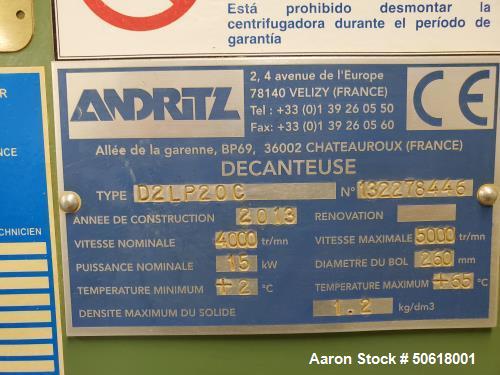 Está prohibido desmontar la
centrifugadora durante el período de
garantía
ANDRITZ
2, 4 avenue de l'Europe
78140 VELIZY (FRANCE)
Tel : +33 (0)1 39 26 05 50
Fax: +33 (0)1 39 26 05 60
CE
Allée de la garenne, BP69, 36002 CHATEAUROUX (FRANCE)
DECANTEUSE
TYPE D2LP20C N° 132278446
ANNEE DE CONSTRUCTION 2013 RENOVATION
VITESSE NOMINALE 4000 tr/mn VITESSE MAXIMALE 5000 tr/mn
PUISSANCE NOMINALE 15 kW DIAMETRE DU BOL 260 mm
TEMPERATURE MINIMUM +2 °C TEMPERATURE MAXIMUM +65 °C
DENSITE MAXIMUM DU SOLIDE 1.2 kg/dm3
TECHNICIEN
Aaron Stock # 50618001